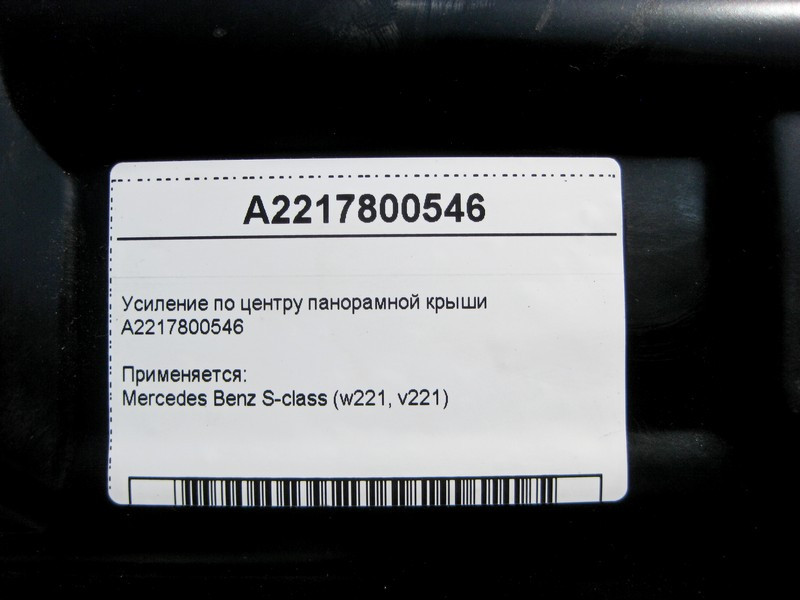 A2217800546
Усиление по центру панорамной крыши
A2217800546
Применяется:
Mercedes Benz S-class (w221, v221)